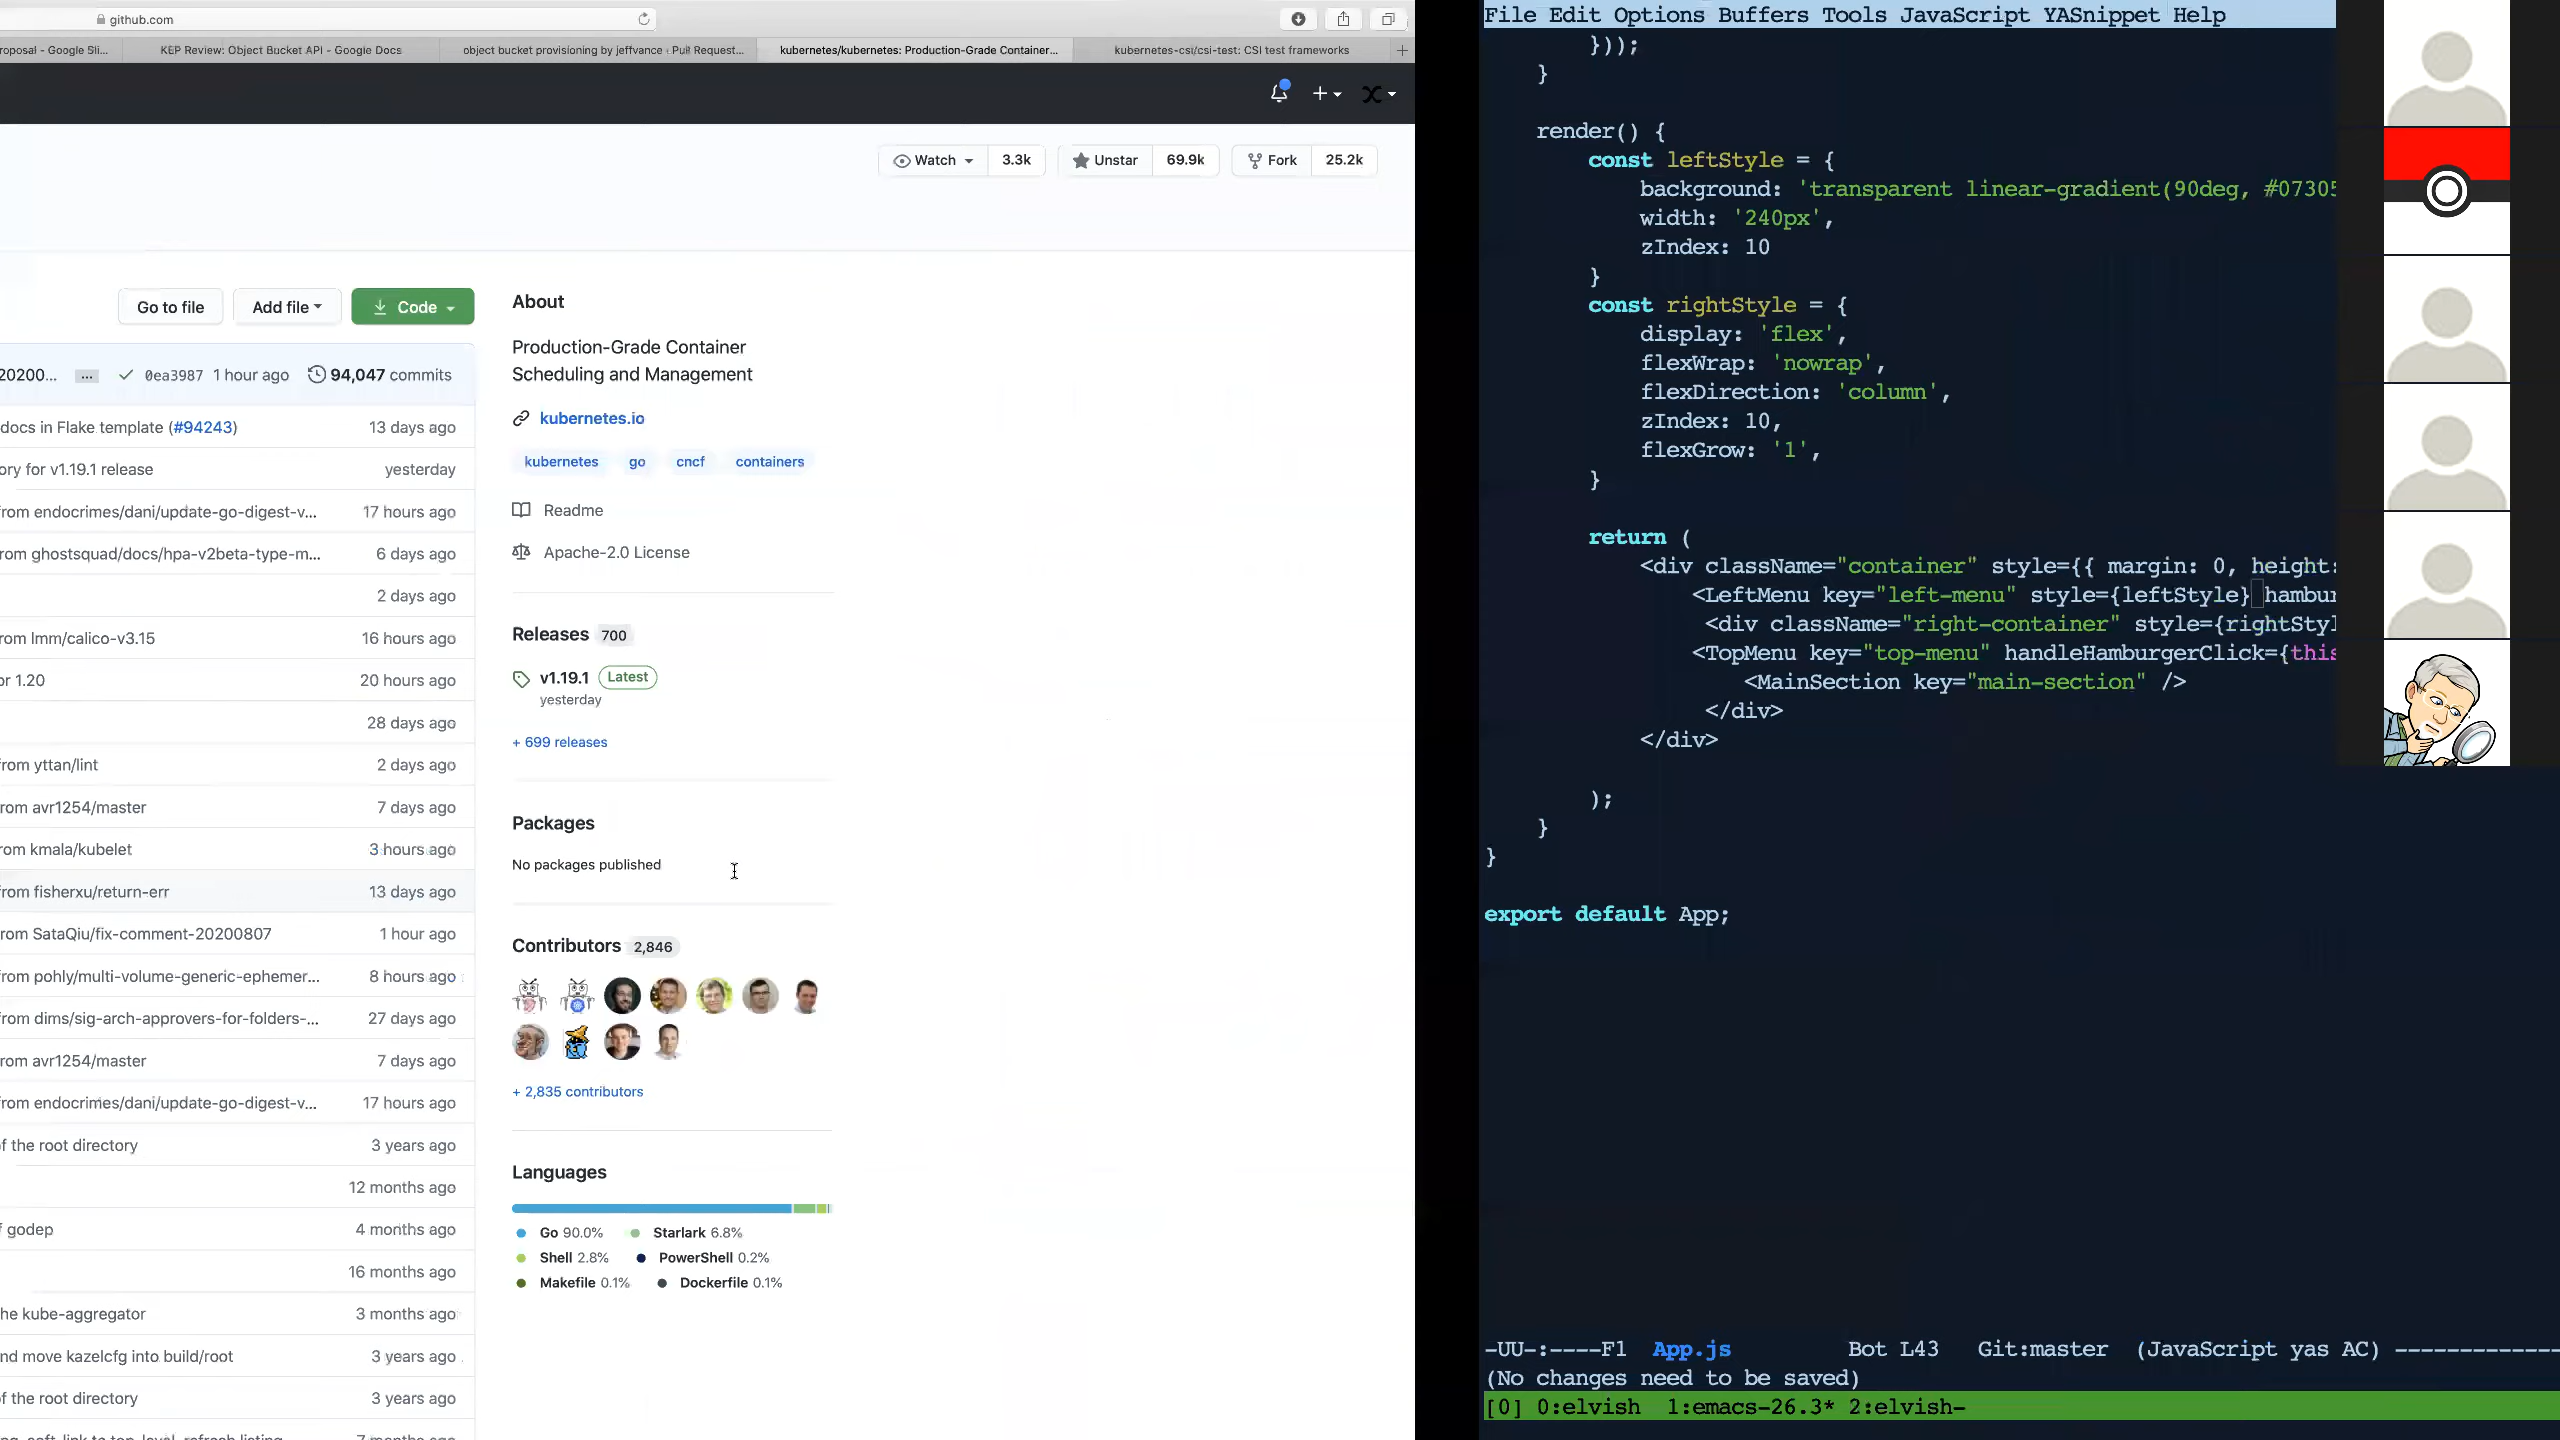 github.com
roposal - Google Sli...
KEP Review: Object Bucket API - Google Docs
object bucket provisioning by jeffvance · Pull Request...
kubernetes/kubernetes: Production-Grade Container...
kubernetes-csi/csi-test: CSI test frameworks
Watch 3.3k
Unstar 69.9k
Fork 25.2k
Go to file
Add file
Code
20200... ... 0ea3987 1 hour ago 94,047 commits
docs in Flake template (#94243) 13 days ago
ory for v1.19.1 release yesterday
from endocrimes/dani/update-go-digest-v... 17 hours ago
rom ghostsquad/docs/hpa-v2beta-type-m... 6 days ago
2 days ago
rom lmm/calico-v3.15 16 hours ago
or 1.20 20 hours ago
28 days ago
from yttan/lint 2 days ago
rom avr1254/master 7 days ago
rom kmala/kubelet 3 hours ago
from fisherxu/return-err 13 days ago
rom SataQiu/fix-comment-20200807 1 hour ago
from pohly/multi-volume-generic-ephemer... 8 hours ago
from dims/sig-arch-approvers-for-folders-... 27 days ago
rom avr1254/master 7 days ago
from endocrimes/dani/update-go-digest-v... 17 hours ago
of the root directory 3 years ago
12 months ago
f godep 4 months ago
16 months ago
he kube-aggregator 3 months ago
nd move kazelcfg into build/root 3 years ago
of the root directory 3 years ago
About
Production-Grade Container
Scheduling and Management
kubernetes.io
kubernetes go cncf containers
Readme
Apache-2.0 License
Releases 700
v1.19.1 Latest
yesterday
+ 699 releases
Packages
No packages published
Contributors 2,846
+ 2,835 contributors
Languages
Go 90.0% Starlark 6.8%
Shell 2.8% PowerShell 0.2%
Makefile 0.1% Dockerfile 0.1%
File Edit Options Buffers Tools JavaScript YASnippet Help
}));
}
render() {
const leftStyle = {
background: 'transparent linear-gradient(90deg, #07305
width: '240px',
zIndex: 10
}
const rightStyle = {
display: 'flex',
flexWrap: 'nowrap',
flexDirection: 'column',
zIndex: 10,
flexGrow: '1',
}
return (
<div className="container" style={{ margin: 0, height:
<LeftMenu key="left-menu" style={leftStyle} hambur
<div className="right-container" style={rightStyl
<TopMenu key="top-menu" handleHamburgerClick={this
<MainSection key="main-section" />
</div>
</div>
);
}
}
export default App;
-UU-:----F1 App.js Bot L43 Git:master (JavaScript yas AC) -------------
(No changes need to be saved)
[0] 0:elvish 1:emacs-26.3* 2:elvish-